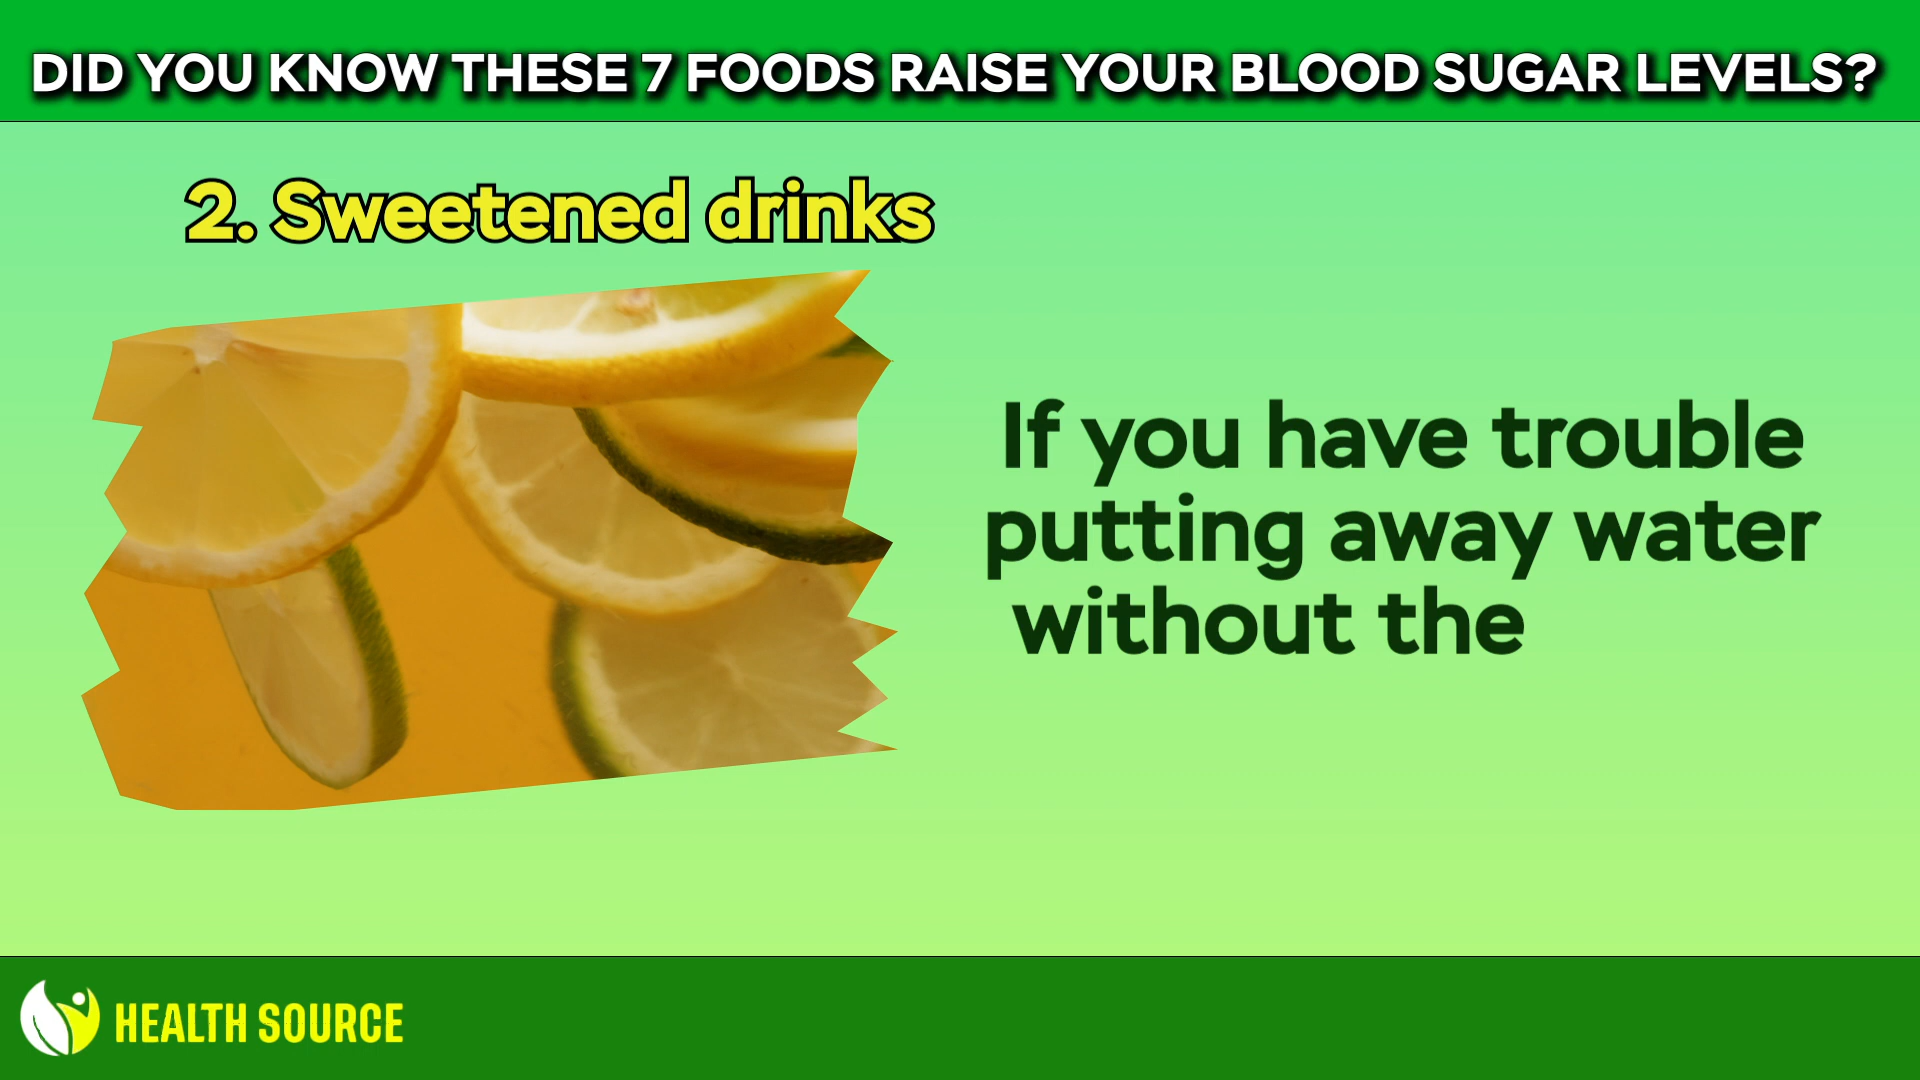 DID YOU KNOW THESE 7 FOODS RAISE YOUR BLOOD SUGAR LEVELS?
2. Sweetened drinks
If you have trouble
putting away water
without the
HEALTH SOURCE